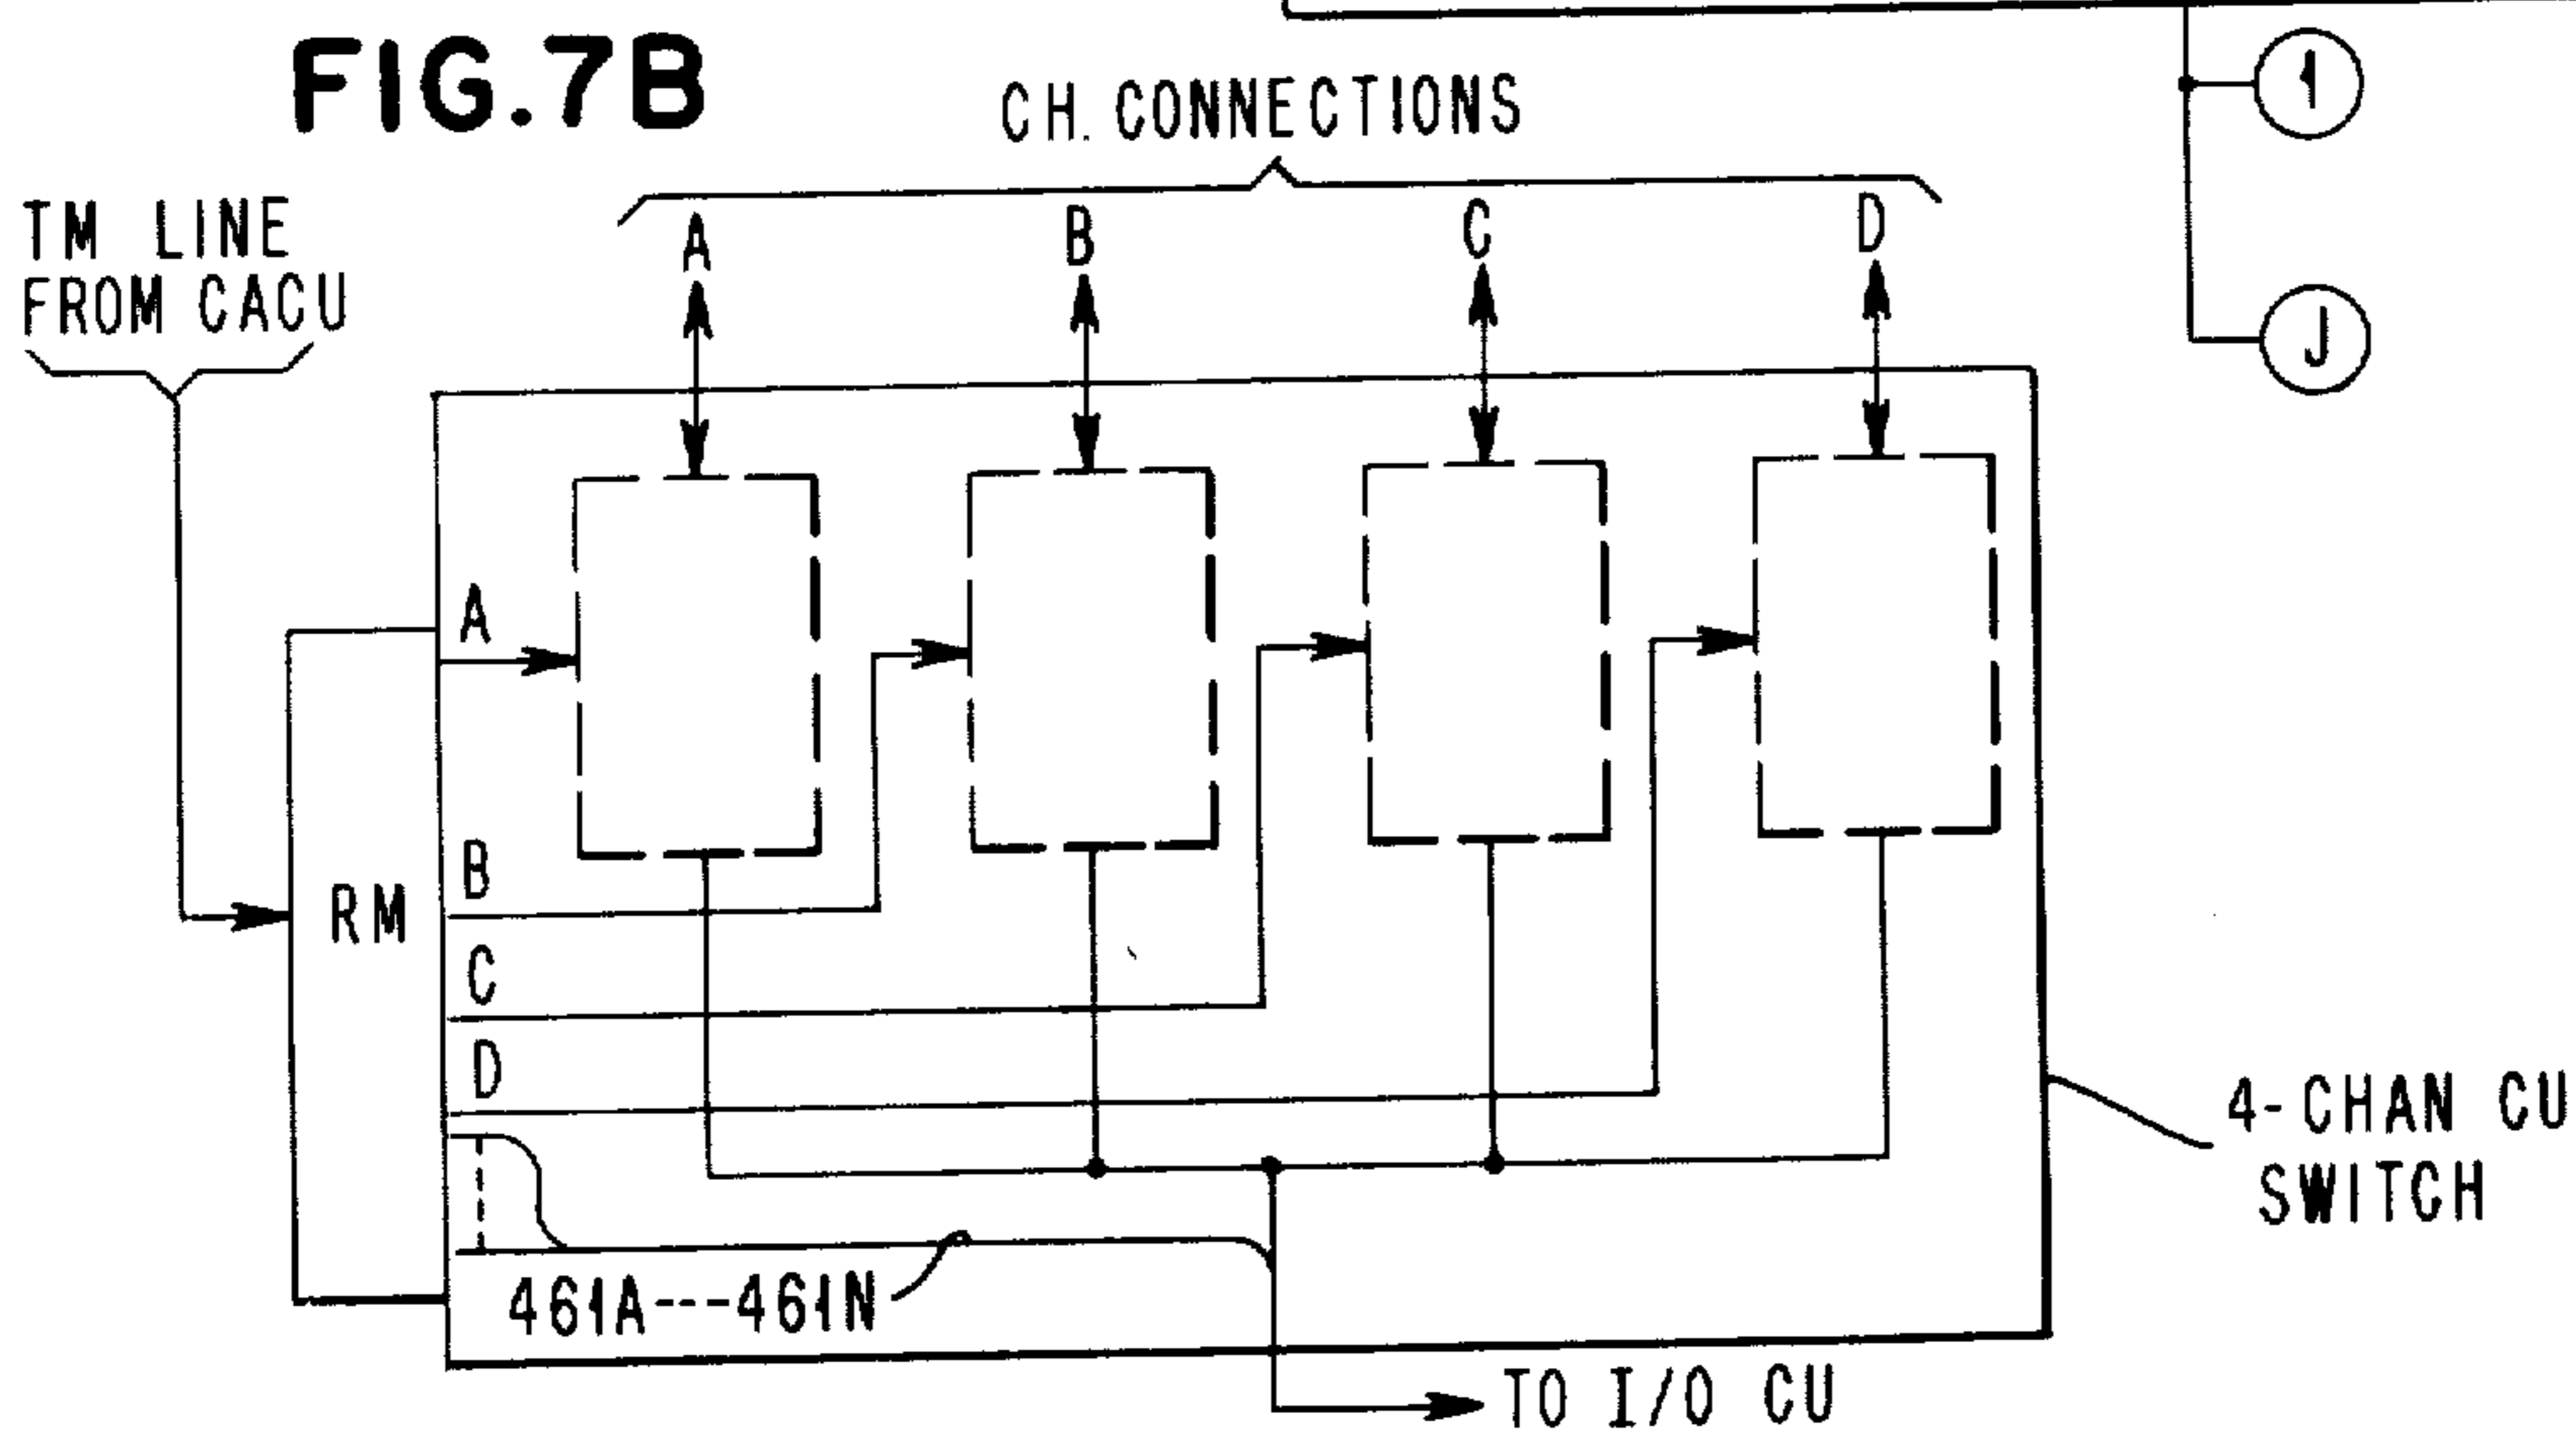 FIG.7B
CH. CONNECTIONS
1
J
TM LINE
FROM CACU
A
B
C
D
A
B
RM
C
D
4-CHAN CU
SWITCH
461A---461N
TO I/O CU